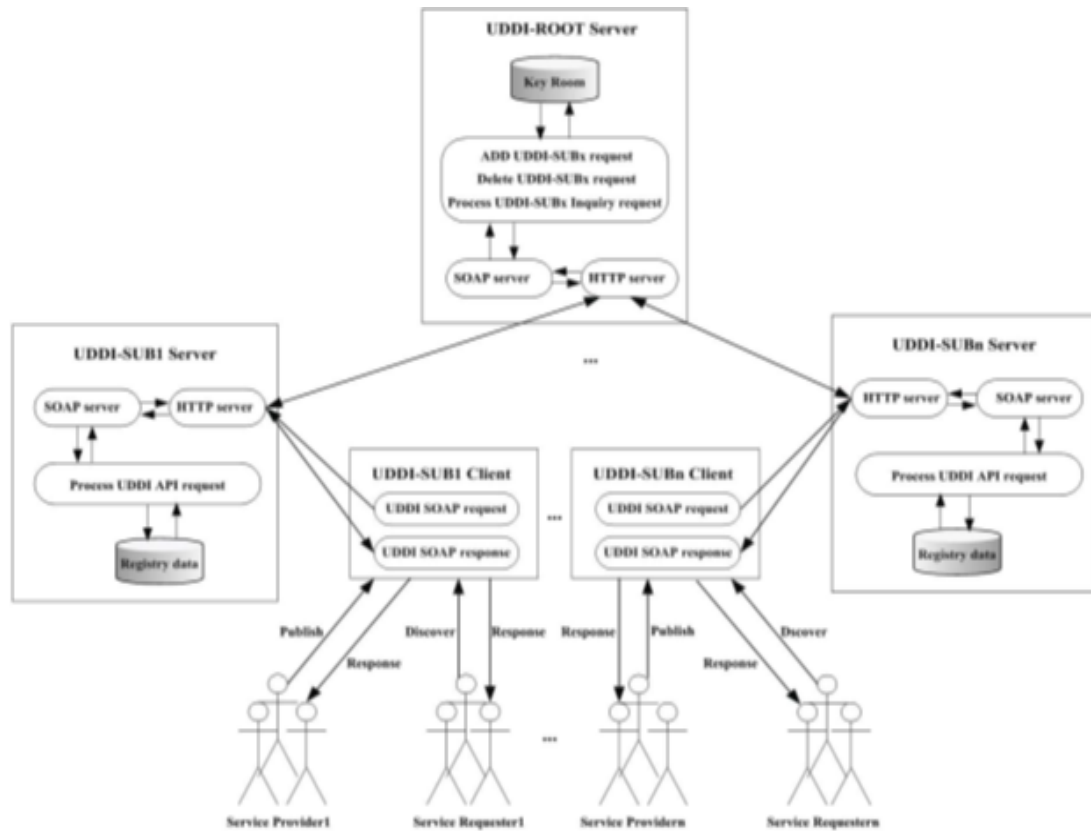 UDDI-ROOT Server
Key Room
ADD UDDI-SUBx request
Delete UDDI-SUBx request
Process UDDI-SUBx Inquiry request
SOAP server
HTTP server
UDDI-SUB1 Server
SOAP server
HTTP server
Process UDDI API request
Registry data
...
UDDI-SUBn Server
HTTP server
SOAP server
Process UDDI API request
Registry data
UDDI-SUB1 Client
UDDI SOAP request
UDDI SOAP response
...
UDDI-SUBn Client
UDDI SOAP request
UDDI SOAP response
Publish
Response
Discover
Response
Response
Publish
Response
Dscover
...
Service Provider1
Service Requester1
Service Providern
Service Requestern